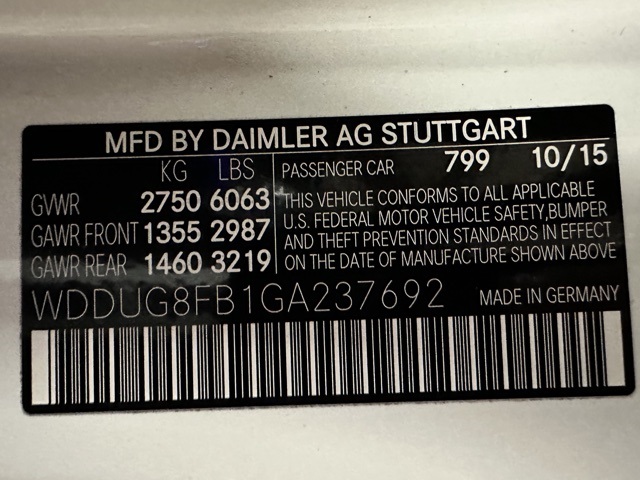 MFD BY DAIMLER AG STUTTGART
KG LBS
GVWR 2750 6063
GAWR FRONT 1355 2987
GAWR REAR 1460 3219
PASSENGER CAR 799 10/15
THIS VEHICLE CONFORMS TO ALL APPLICABLE
U.S. FEDERAL MOTOR VEHICLE SAFETY,BUMPER
AND THEFT PREVENTION STANDARDS IN EFFECT
ON THE DATE OF MANUFACTURE SHOWN ABOVE
WDDUG8FB1GA237692 MADE IN GERMANY